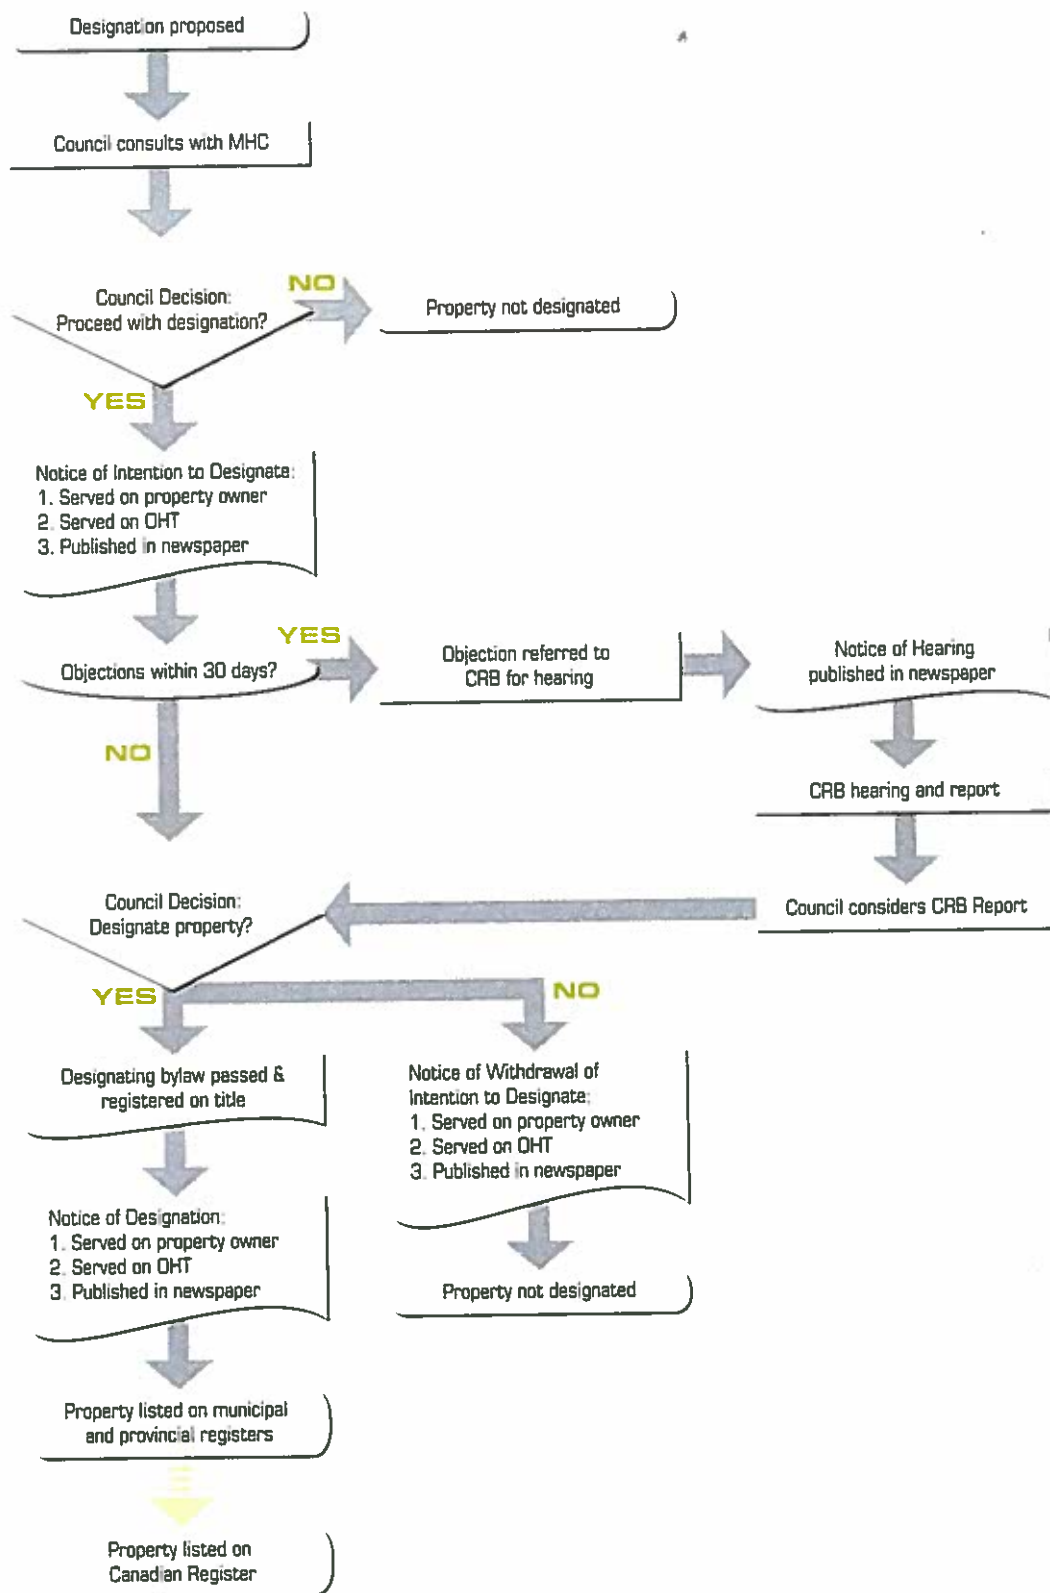 Designation proposed
Council consults with MHC
Council Decision:
Proceed with designation?
NO
Property not designated
YES
Notice of Intention to Designate:
1. Served on property owner
2. Served on OHT
3. Published in newspaper
Objections within 30 days?
YES
Objection referred to
CRB for hearing
Notice of Hearing
published in newspaper
NO
CRB hearing and report
Council considers CRB Report
Council Decision:
Designate property?
YES
NO
Designating bylaw passed &
registered on title
Notice of Withdrawal of
Intention to Designate:
1. Served on property owner
2. Served on OHT
3. Published in newspaper
Notice of Designation:
1. Served on property owner
2. Served on OHT
3. Published in newspaper
Property not designated
Property listed on municipal
and provincial registers
Property listed on
Canadian Register